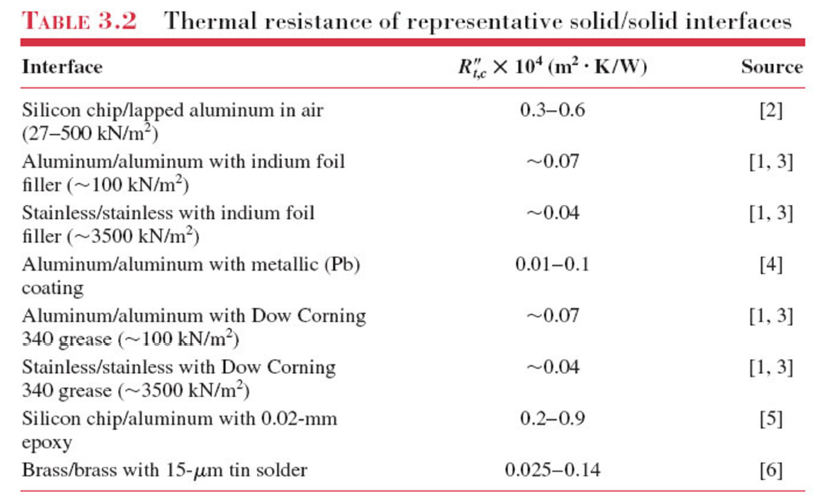 TABLE 3.2 Thermal resistance of representative solid/solid interfaces
Interface R″t,c × 10⁴ (m² · K/W) Source
Silicon chip/lapped aluminum in air 0.3–0.6 [2]
(27–500 kN/m²)
Aluminum/aluminum with indium foil ~0.07 [1, 3]
filler (~100 kN/m²)
Stainless/stainless with indium foil ~0.04 [1, 3]
filler (~3500 kN/m²)
Aluminum/aluminum with metallic (Pb) 0.01–0.1 [4]
coating
Aluminum/aluminum with Dow Corning ~0.07 [1, 3]
340 grease (~100 kN/m²)
Stainless/stainless with Dow Corning ~0.04 [1, 3]
340 grease (~3500 kN/m²)
Silicon chip/aluminum with 0.02-mm 0.2–0.9 [5]
epoxy
Brass/brass with 15-μm tin solder 0.025–0.14 [6]